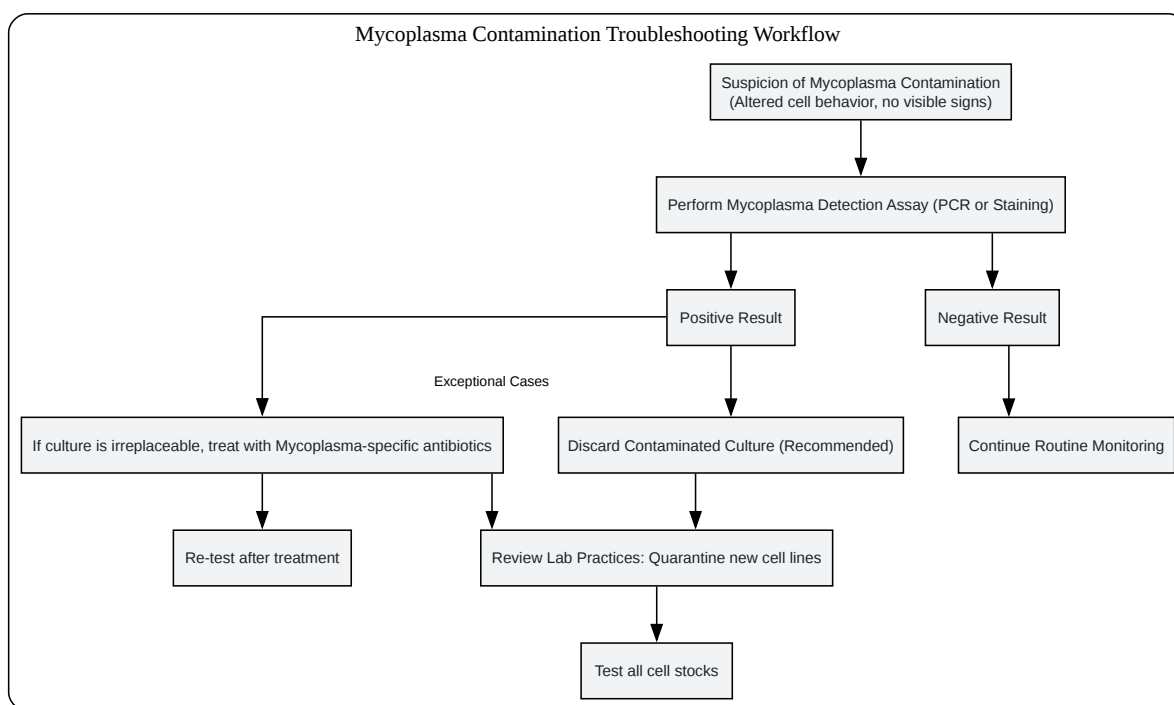 Mycoplasma Contamination Troubleshooting Workflow
Suspicion of Mycoplasma Contamination
(Altered cell behavior, no visible signs)
Perform Mycoplasma Detection Assay (PCR or Staining)
Positive Result
Negative Result
Exceptional Cases
If culture is irreplaceable, treat with Mycoplasma-specific antibiotics
Discard Contaminated Culture (Recommended)
Continue Routine Monitoring
Re-test after treatment
Review Lab Practices: Quarantine new cell lines
Test all cell stocks